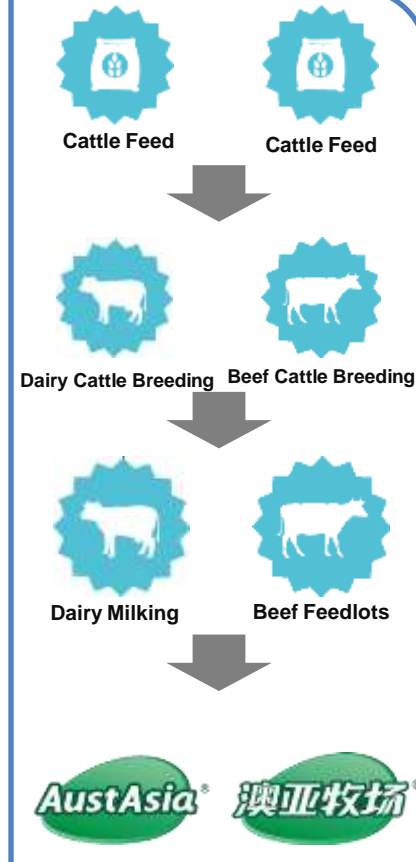 Cattle Feed Cattle Feed
Dairy Cattle Breeding Beef Cattle Breeding
Dairy Milking Beef Feedlots
AustAsia® 澳亚牧场®